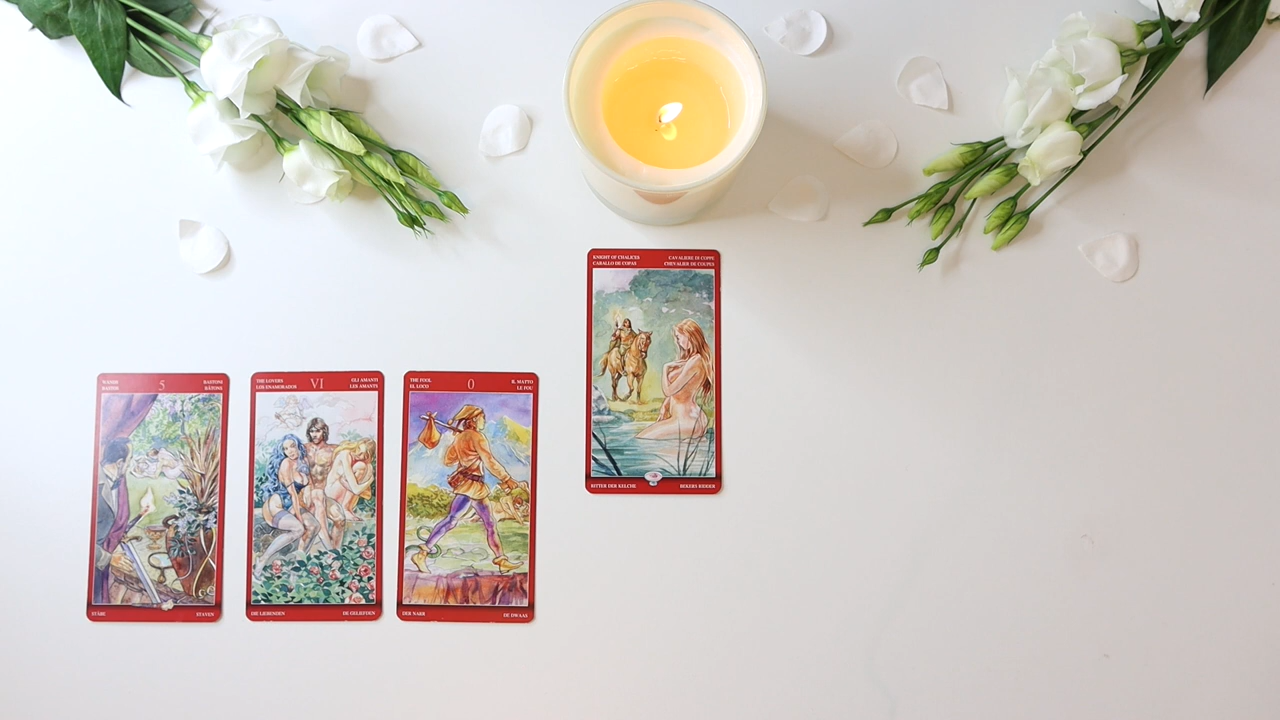 KNIGHT OF CHALICES CAVALIERE DI COPPE
CABALLO DE COPAS CHEVALIER DE COUPES
RITTER DER KELCHE BEKERS RIDDER
WANDS 5 BASTONI
BASTOS BÂTONS
STÄBE STAVEN
THE LOVERS VI GLI AMANTI
LOS ENAMORADOS LES AMANTS
DIE LIEBENDEN DE GELIEFDEN
THE FOOL 0 IL MATTO
EL LOCO LE FOU
DER NARR DE DWAAS